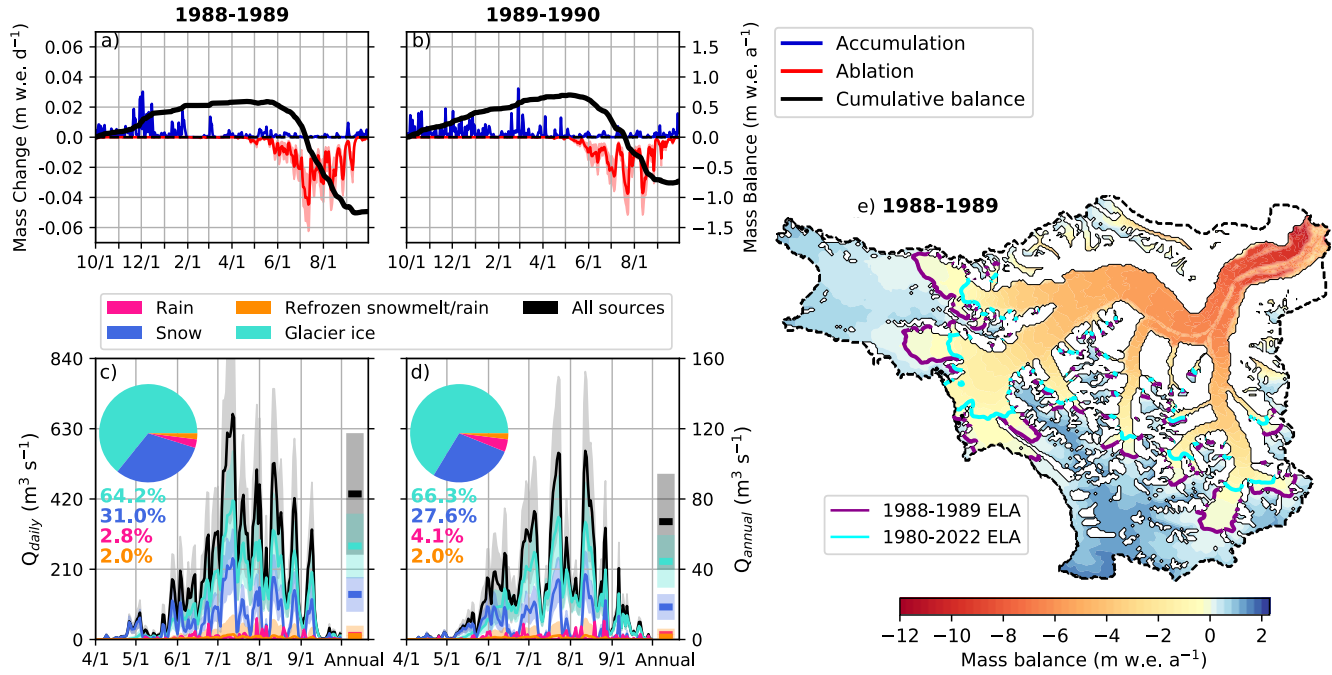 1988-1989
1989-1990
a)
b)
Mass Change (m w.e. d⁻¹)
0.06
0.04
0.02
0.0
-0.02
-0.04
-0.06
10/1 12/1 2/1 4/1 6/1 8/1
10/1 12/1 2/1 4/1 6/1 8/1
1.5
1.0
0.5
0.0
-0.5
-1.0
-1.5
Mass Balance (m w.e. a⁻¹)
Accumulation
Ablation
Cumulative balance
Rain
Snow
Refrozen snowmelt/rain
Glacier ice
All sources
c)
d)
Q_daily (m³ s⁻¹)
840
630
420
210
0
64.2%
31.0%
2.8%
2.0%
4/1 5/1 6/1 7/1 8/1 9/1 Annual
66.3%
27.6%
4.1%
2.0%
4/1 5/1 6/1 7/1 8/1 9/1 Annual
160
120
80
40
0
Q_annual (m³ s⁻¹)
e) 1988-1989
1988-1989 ELA
1980-2022 ELA
−12 −10 −8 −6 −4 −2 0 2
Mass balance (m w.e. a⁻¹)